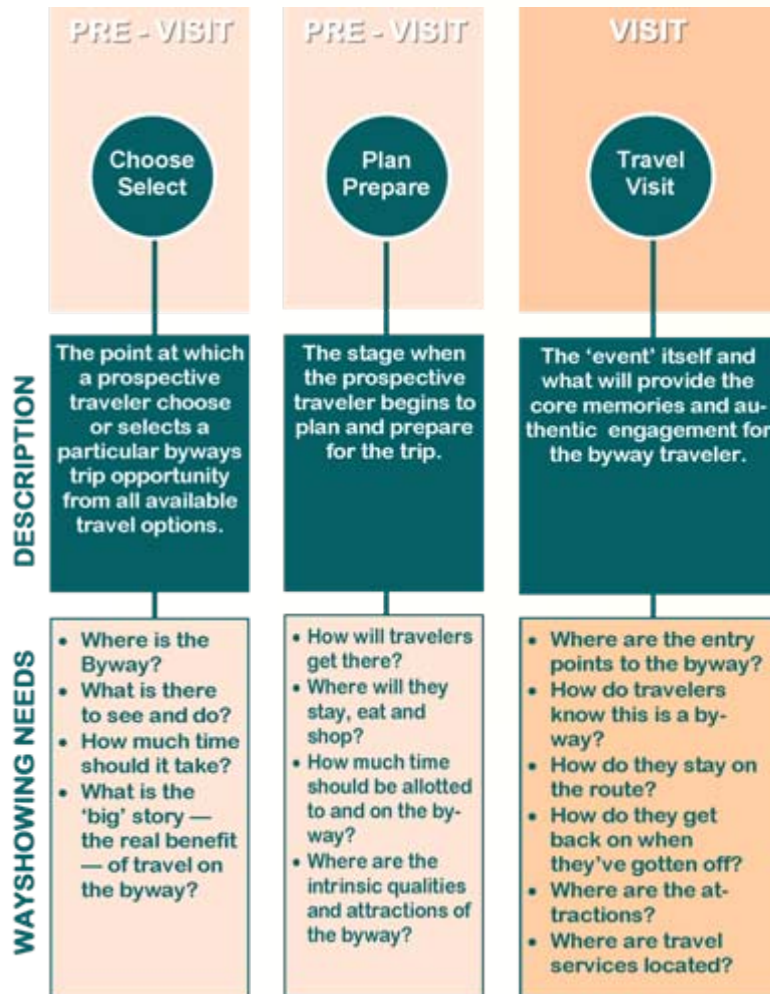 PRE - VISIT
Choose
Select
The point at which
a prospective
traveler choose
or selects a
particular byways
trip opportunity
from all available
travel options.
Where is the
Byway?
What is there
to see and do?
How much time
should it take?
What is the
‘big’ story —
the real benefit
— of travel on
the byway?
PRE - VISIT
Plan
Prepare
The stage when
the prospective
traveler begins to
plan and prepare
for the trip.
How will travelers
get there?
Where will they
stay, eat and
shop?
How much time
should be allotted
to and on the by-
way?
Where are the
intrinsic qualities
and attractions of
the byway?
VISIT
Travel
Visit
The ‘event’ itself and
what will provide the
core memories and au-
thentic engagement for
the byway traveler.
Where are the entry
points to the byway?
How do travelers
know this is a by-
way?
How do they stay on
the route?
How do they get
back on when
they’ve gotten off?
Where are the at-
tractions?
Where are travel
services located?
DESCRIPTION
WAYSHOWING NEEDS